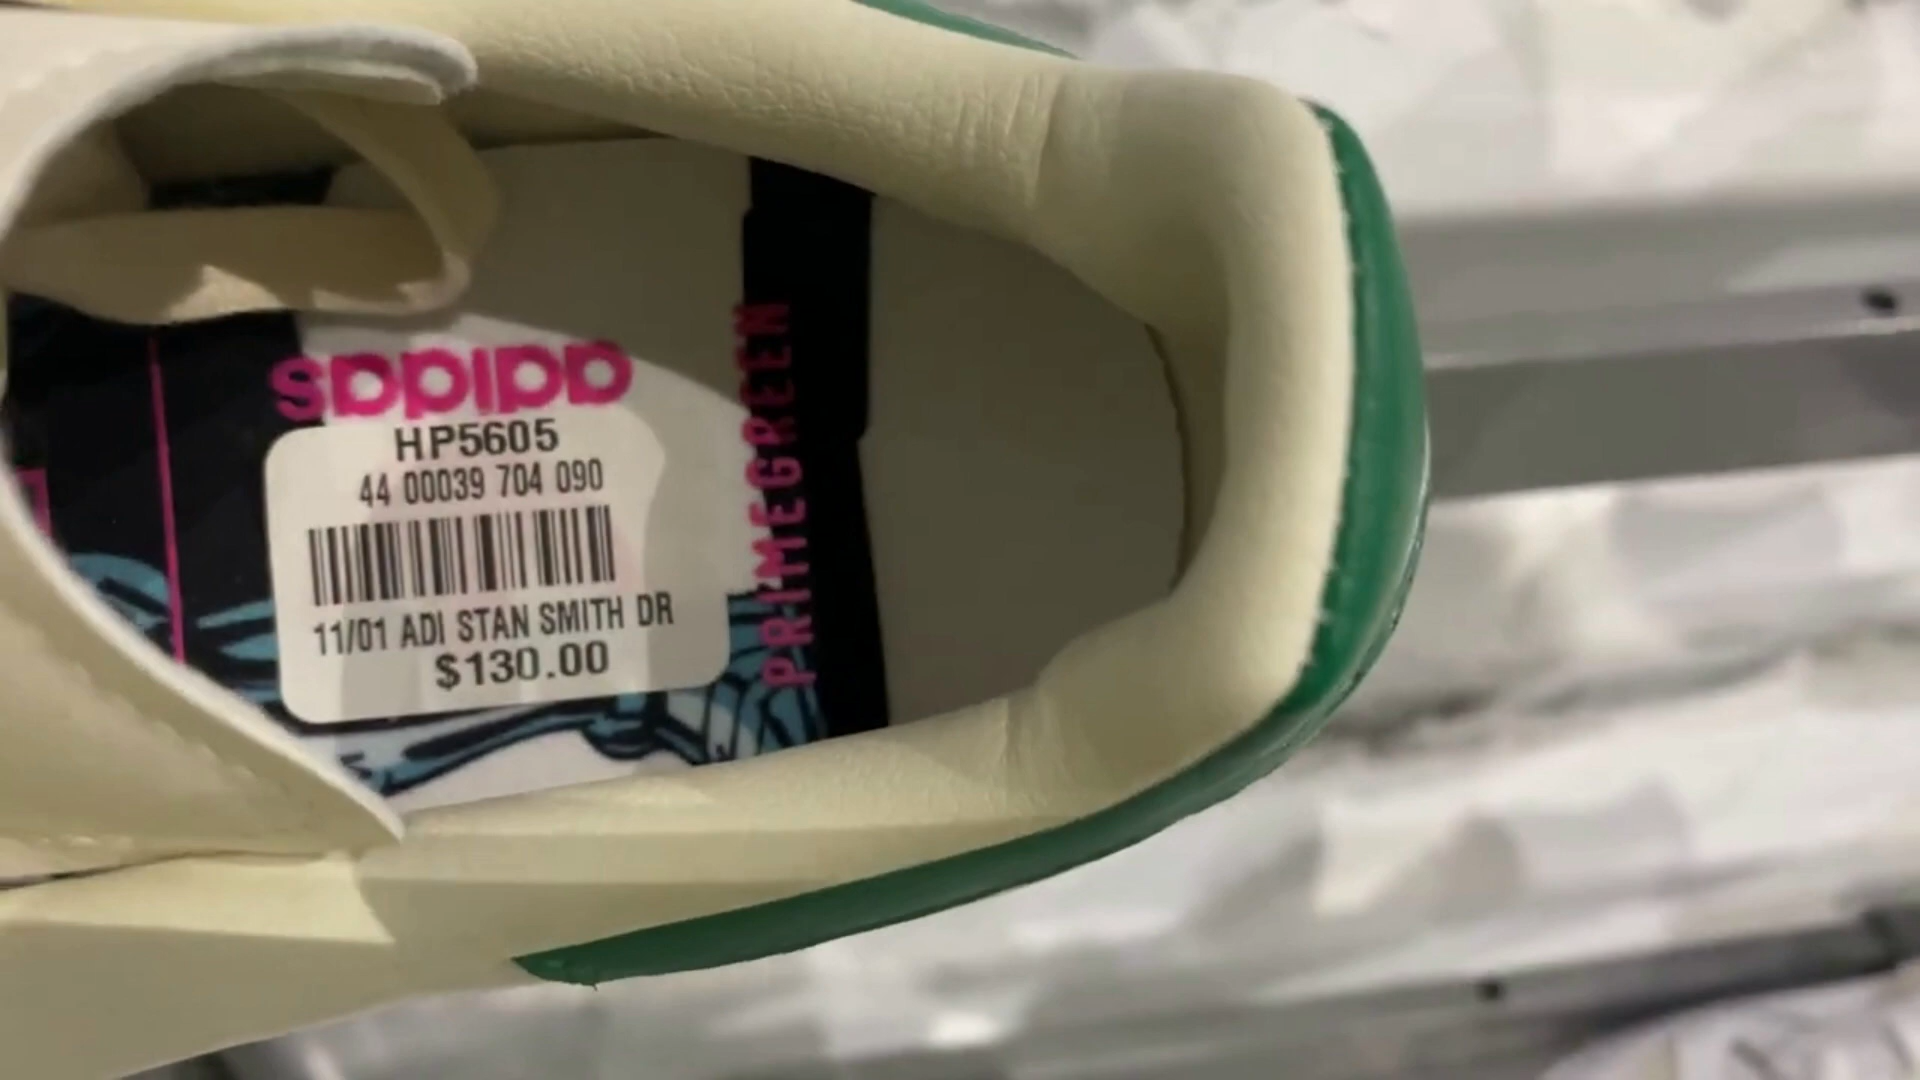 adidas
HP5605
44 00039 704 090
11/01 ADI STAN SMITH DR
$130.00
PRIMEGREEN